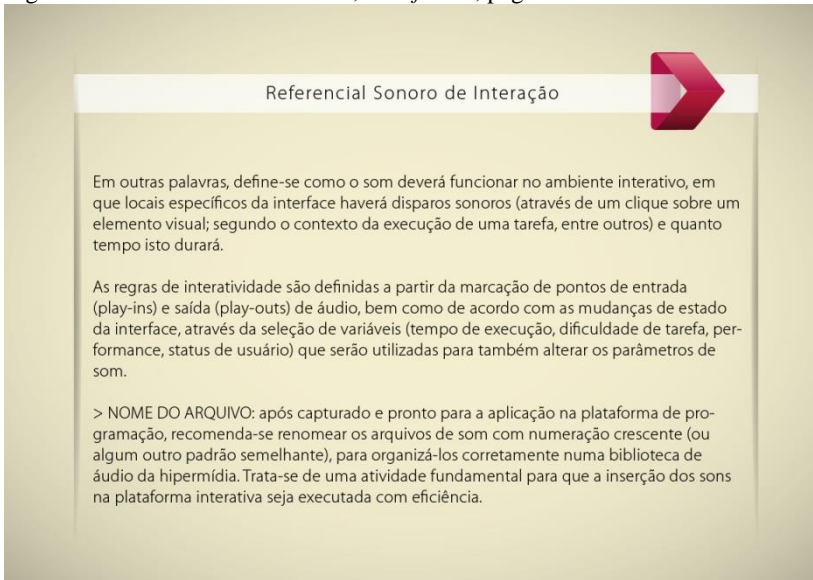 Referencial Sonoro de Interação
Em outras palavras, define-se como o som deverá funcionar no ambiente interativo, em
que locais específicos da interface haverá disparos sonoros (através de um clique sobre um
elemento visual; segundo o contexto da execução de uma tarefa, entre outros) e quanto
tempo isto durará.
As regras de interatividade são definidas a partir da marcação de pontos de entrada
(play-ins) e saída (play-outs) de áudio, bem como de acordo com as mudanças de estado
da interface, através da seleção de variáveis (tempo de execução, dificuldade de tarefa, per-
formance, status de usuário) que serão utilizadas para também alterar os parâmetros de
som.
> NOME DO ARQUIVO: após capturado e pronto para a aplicação na plataforma de pro-
gramação, recomenda-se renomear os arquivos de som com numeração crescente (ou
algum outro padrão semelhante), para organizá-los corretamente numa biblioteca de
áudio da hipermídia. Trata-se de uma atividade fundamental para que a inserção dos sons
na plataforma interativa seja executada com eficiência.